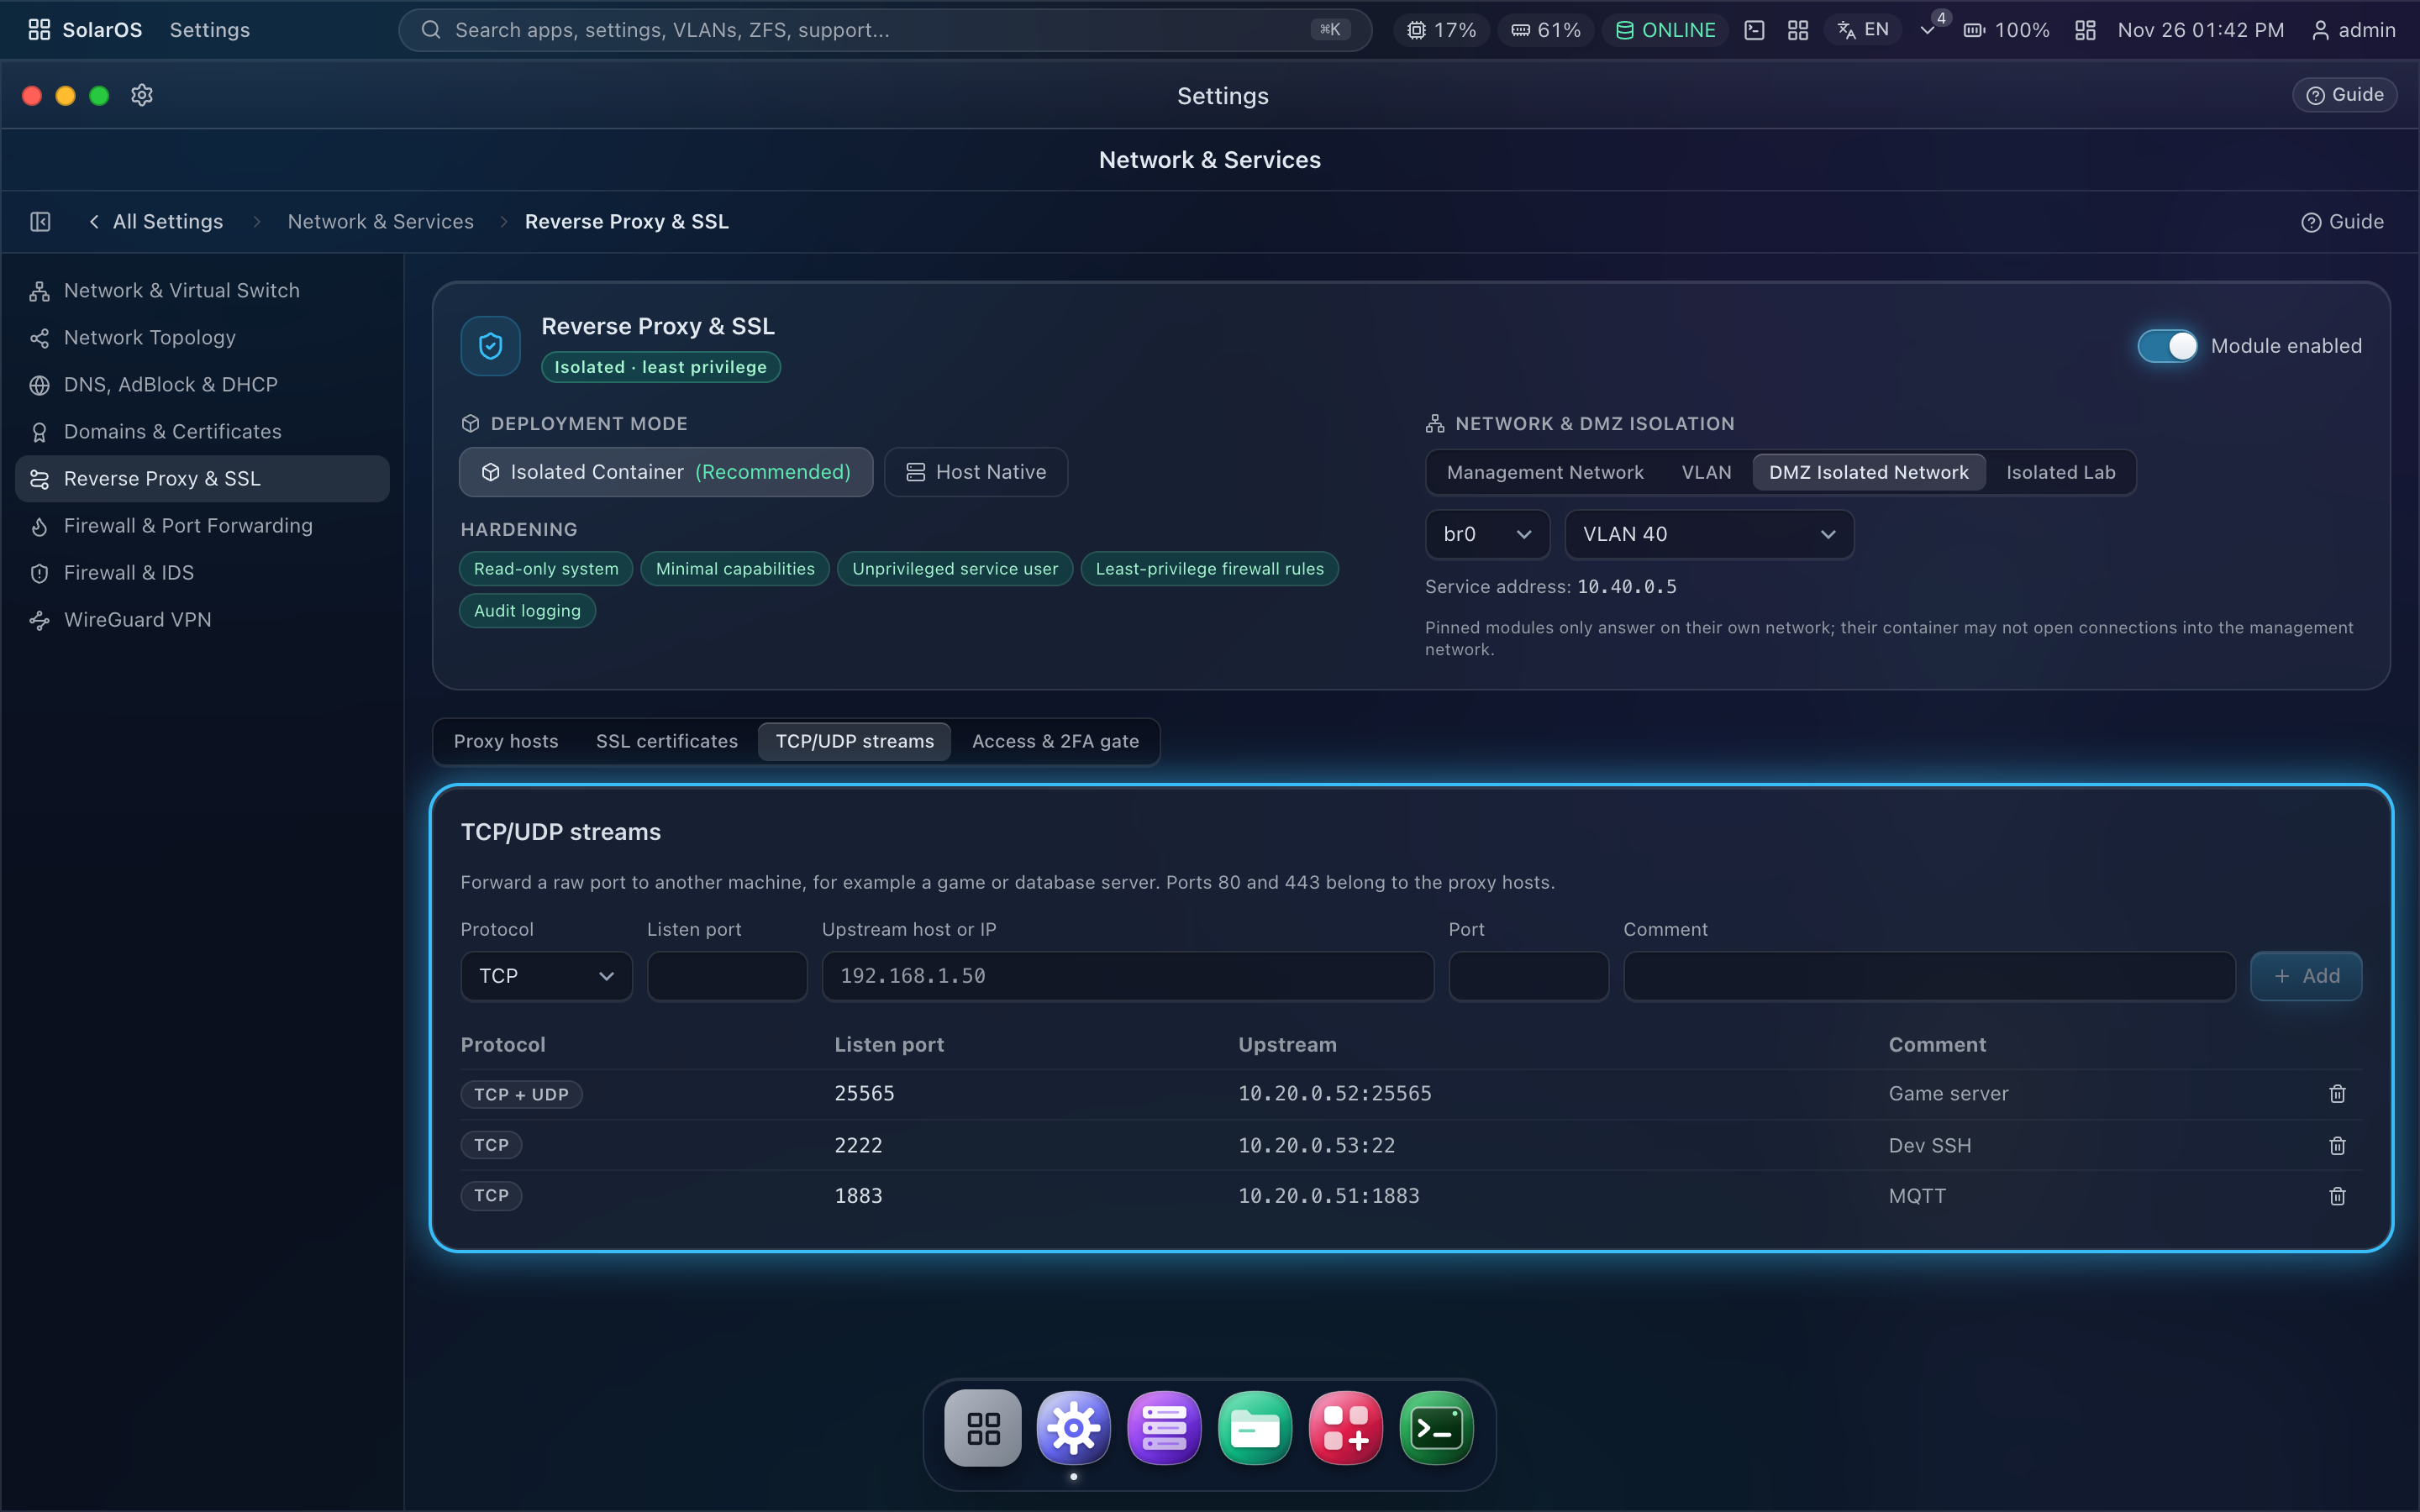 SolarOS Settings Search apps, settings, VLANs, ZFS, support... ⌘K 17% 61% ONLINE EN 4 100% Nov 26 01:42 PM admin
Settings Guide
Network & Services
All Settings Network & Services Reverse Proxy & SSL Guide
Network & Virtual Switch
Network Topology
DNS, AdBlock & DHCP
Domains & Certificates
Reverse Proxy & SSL
Firewall & Port Forwarding
Firewall & IDS
WireGuard VPN
Reverse Proxy & SSL
Isolated · least privilege
Module enabled
DEPLOYMENT MODE
Isolated Container (Recommended) Host Native
HARDENING
Read-only system Minimal capabilities Unprivileged service user Least-privilege firewall rules
Audit logging
NETWORK & DMZ ISOLATION
Management Network VLAN DMZ Isolated Network Isolated Lab
br0 VLAN 40
Service address: 10.40.0.5
Pinned modules only answer on their own network; their container may not open connections into the management
network.
Proxy hosts SSL certificates TCP/UDP streams Access & 2FA gate
TCP/UDP streams
Forward a raw port to another machine, for example a game or database server. Ports 80 and 443 belong to the proxy hosts.
Protocol Listen port Upstream host or IP Port Comment
TCP 192.168.1.50 + Add
Protocol Listen port Upstream Comment
TCP + UDP 25565 10.20.0.52:25565 Game server
TCP 2222 10.20.0.53:22 Dev SSH
TCP 1883 10.20.0.51:1883 MQTT